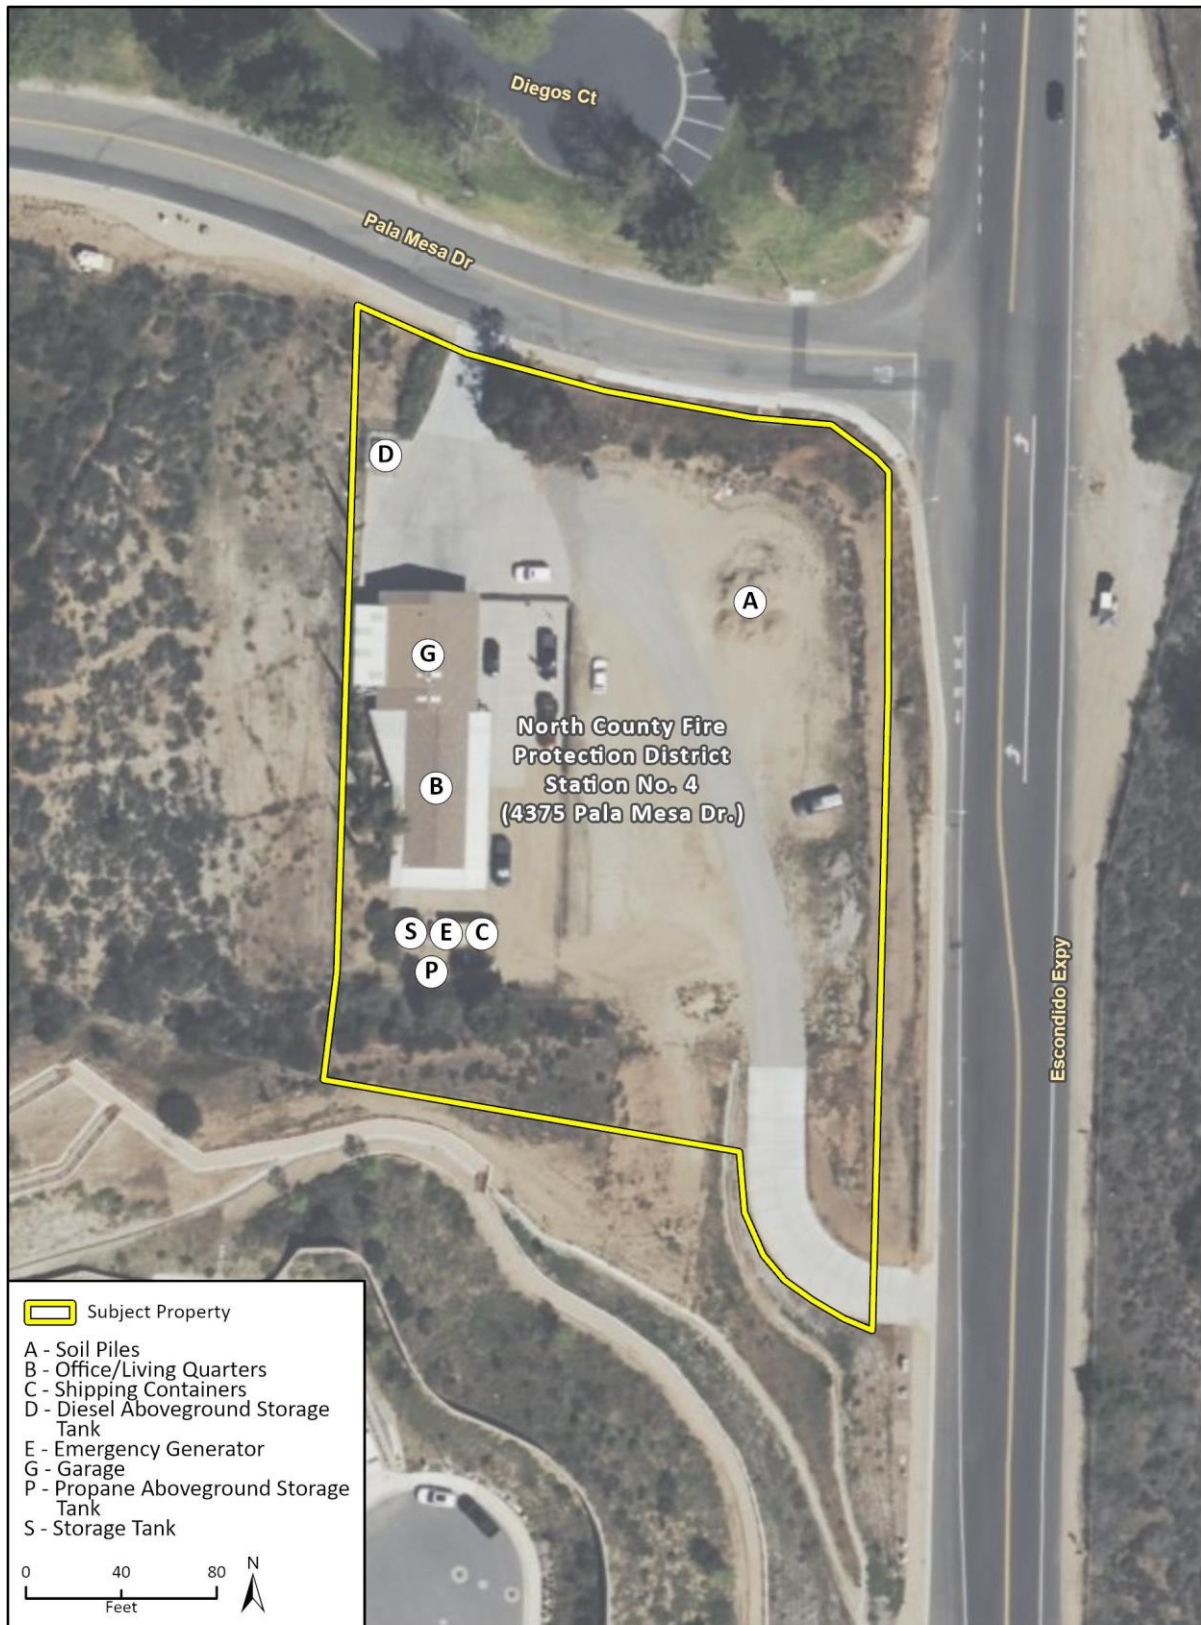 Diegos Ct
Pala Mesa Dr
D
A
G
North County Fire
Protection District
Station No. 4
(4375 Pala Mesa Dr.)
B
S
E
C
P
Escondido Expy
Subject Property
A - Soil Piles
B - Office/Living Quarters
C - Shipping Containers
D - Diesel Aboveground Storage
Tank
E - Emergency Generator
G - Garage
P - Propane Aboveground Storage
Tank
S - Storage Tank
0 40 80
Feet
N